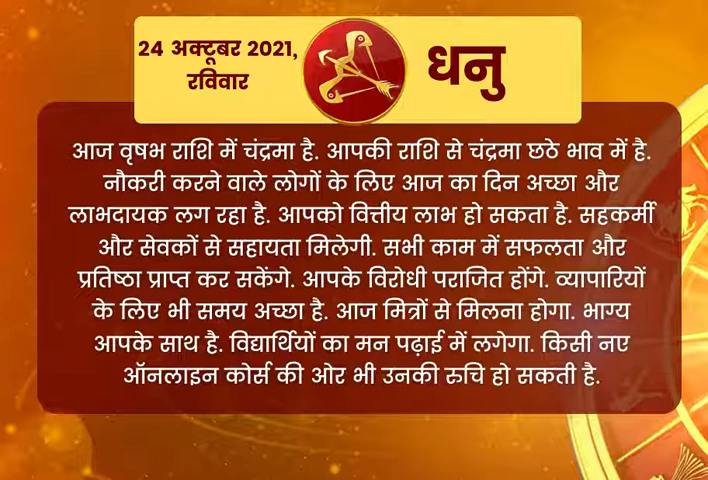 24 अक्टूबर 2021,
रविवार
धनु
आज वृषभ राशि में चंद्रमा है. आपकी राशि से चंद्रमा छठे भाव में है.
नौकरी करने वाले लोगों के लिए आज का दिन अच्छा और
लाभदायक लग रहा है. आपको वित्तीय लाभ हो सकता है. सहकर्मी
और सेवकों से सहायता मिलेगी. सभी काम में सफलता और
प्रतिष्ठा प्राप्त कर सकेंगे. आपके विरोधी पराजित होंगे. व्यापारियों
के लिए भी समय अच्छा है. आज मित्रों से मिलना होगा. भाग्य
आपके साथ है. विद्यार्थियों का मन पढ़ाई में लगेगा. किसी नए
ऑनलाइन कोर्स की ओर भी उनकी रुचि हो सकती है.